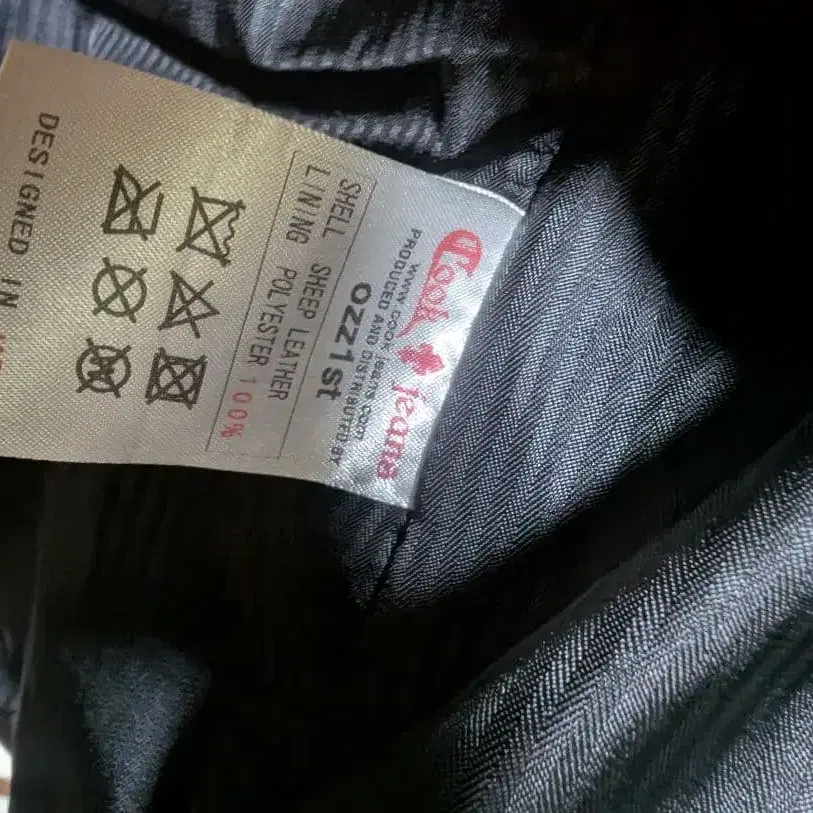 Cook Jeans
www.cook-jeans.com
PRODUCED AND DISTRIBUTED BY
ozz1st
SHELL SHEEP LEATHER
LINING POLYESTER 100%
DESIGNED IN